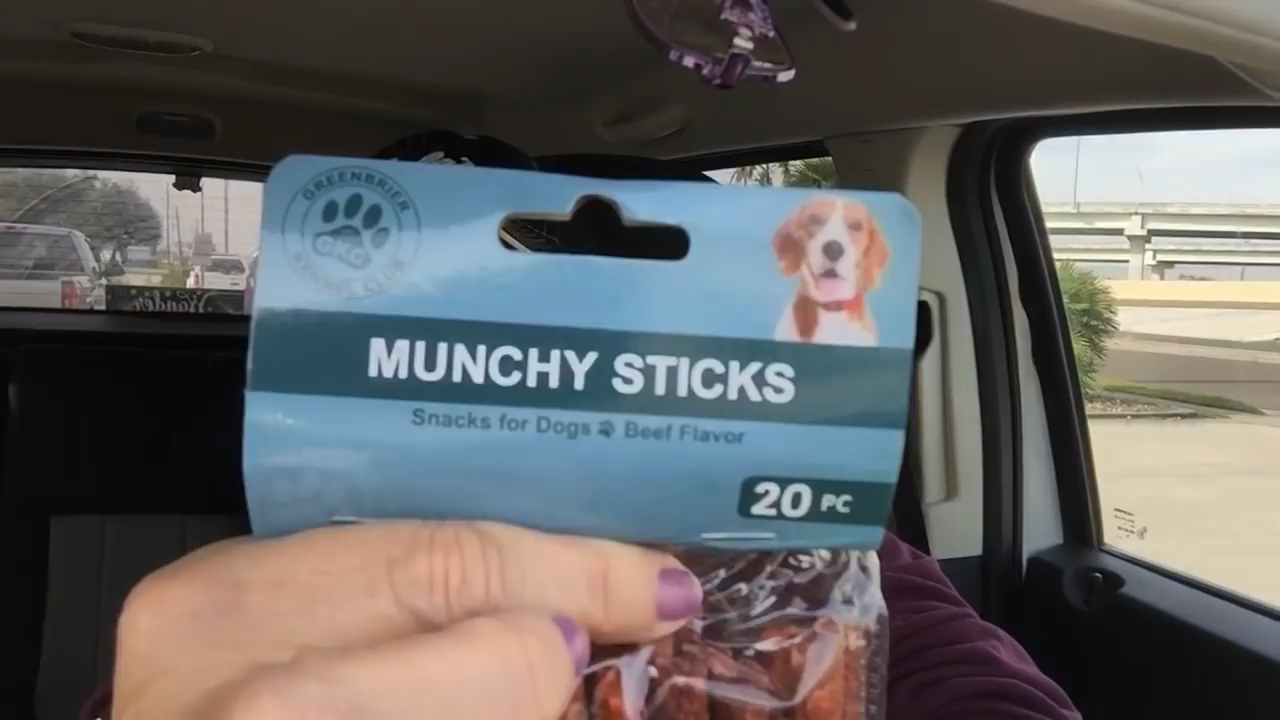 GREENBRIER
GKC
KENNEL CLUB
MUNCHY STICKS
Snacks for Dogs Beef Flavor
20 PC